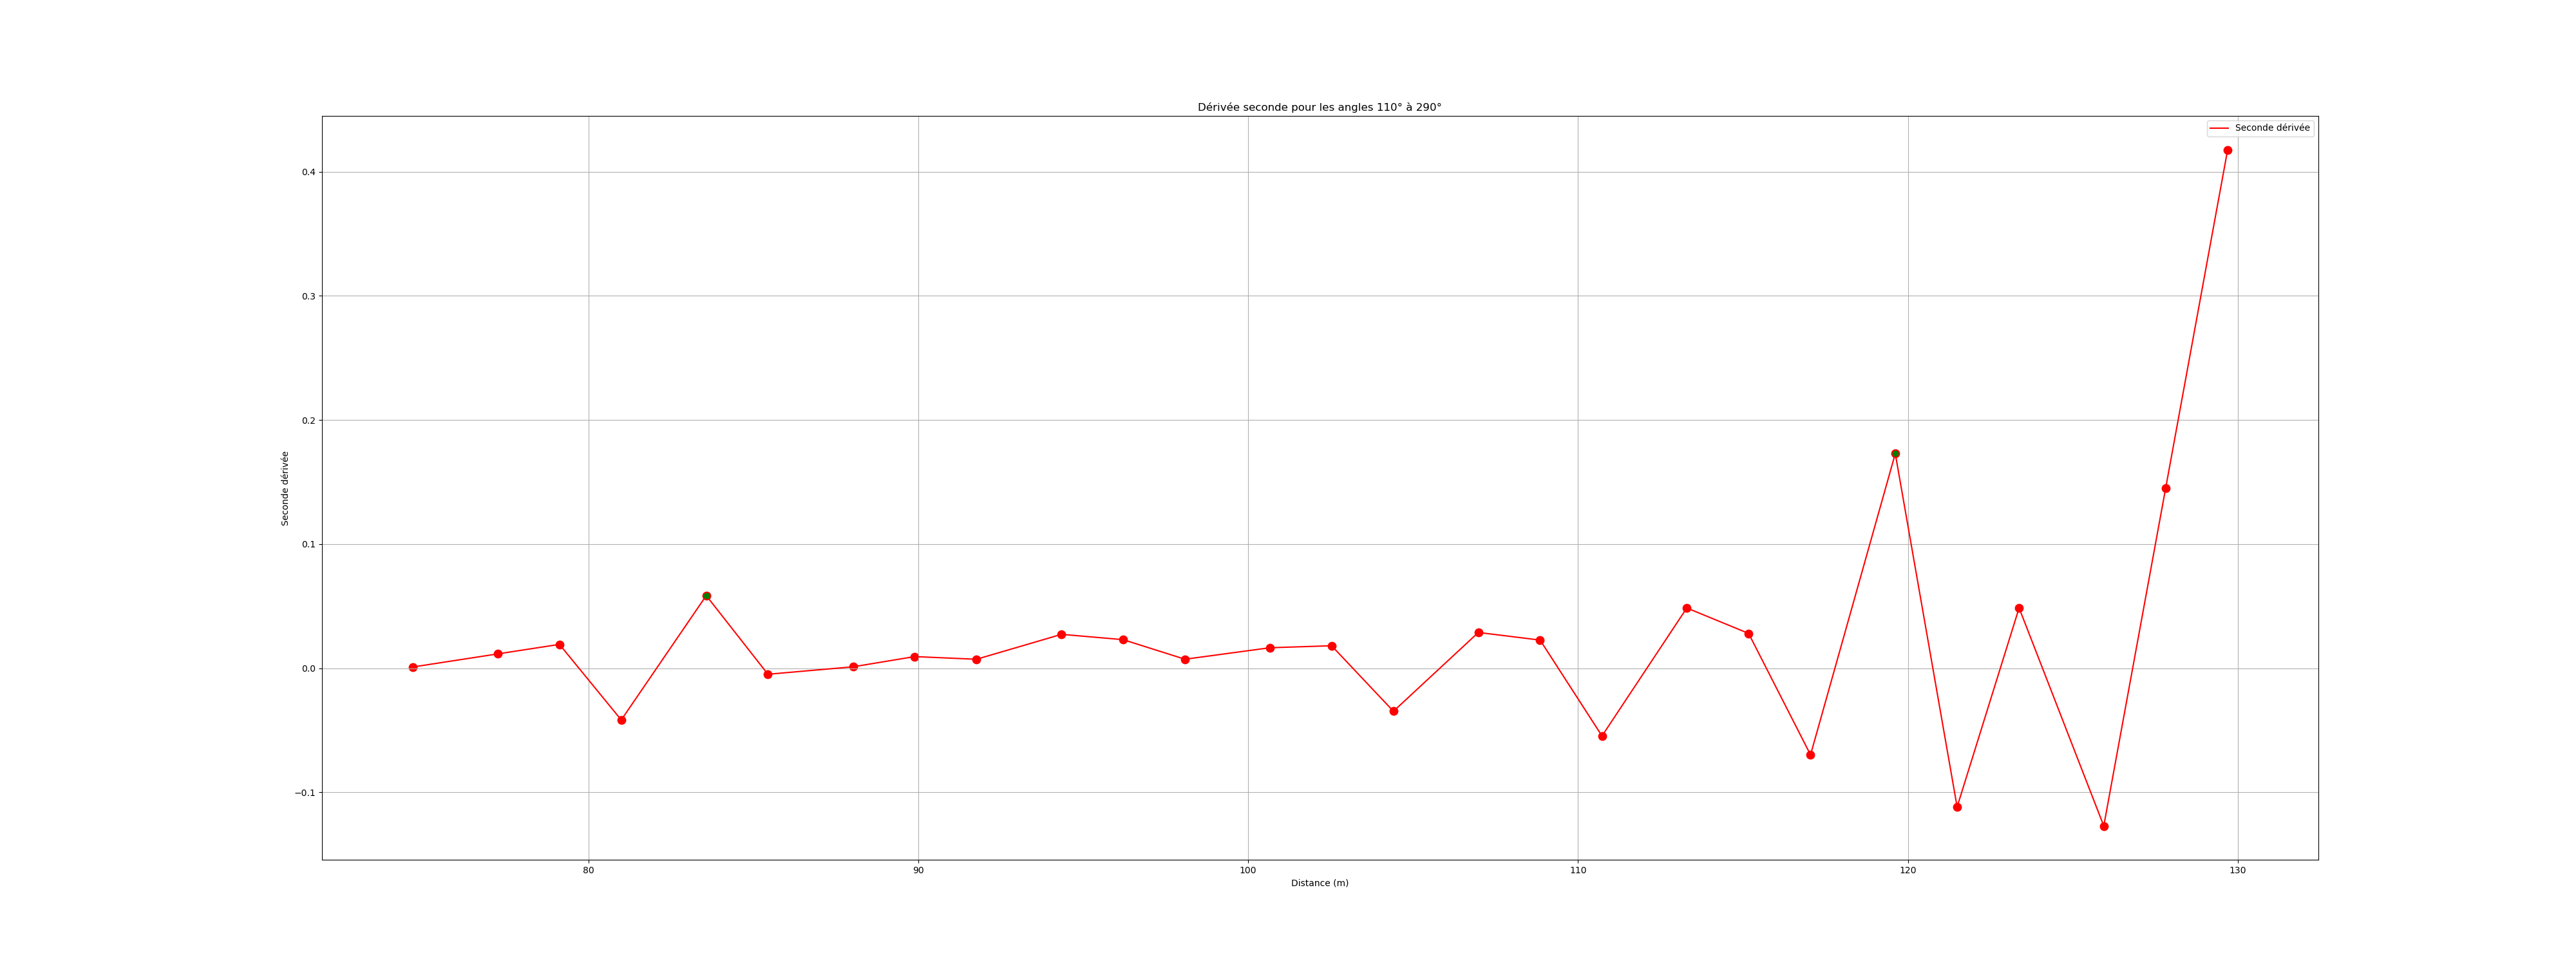 Dérivée seconde pour les angles 110° à 290°
Seconde dérivée
0.4
0.3
0.2
0.1
0.0
−0.1
Seconde dérivée
80 90 100 110 120 130
Distance (m)